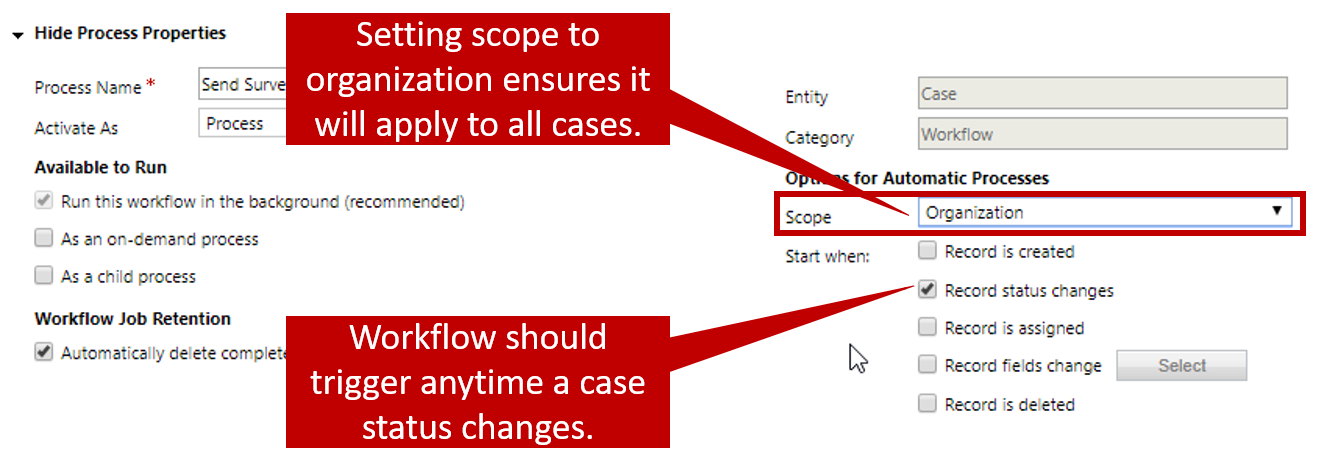 Hide Process Properties
Process Name *
Send Surve
Activate As
Process
Available to Run
Run this workflow in the background (recommended)
As an on-demand process
As a child process
Workflow Job Retention
Automatically delete complete
Setting scope to
organization ensures it
will apply to all cases.
Workflow should
trigger anytime a case
status changes.
Entity
Case
Category
Workflow
Options for Automatic Processes
Scope
Organization
Start when:
Record is created
Record status changes
Record is assigned
Record fields change
Select
Record is deleted